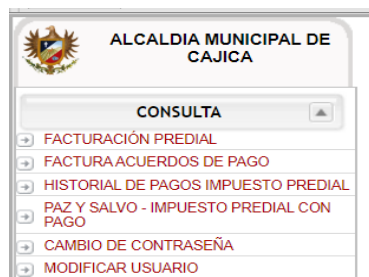 ALCALDIA MUNICIPAL DE
CAJICA
CONSULTA
FACTURACIÓN PREDIAL
FACTURA ACUERDOS DE PAGO
HISTORIAL DE PAGOS IMPUESTO PREDIAL
PAZ Y SALVO - IMPUESTO PREDIAL CON
PAGO
CAMBIO DE CONTRASEÑA
MODIFICAR USUARIO